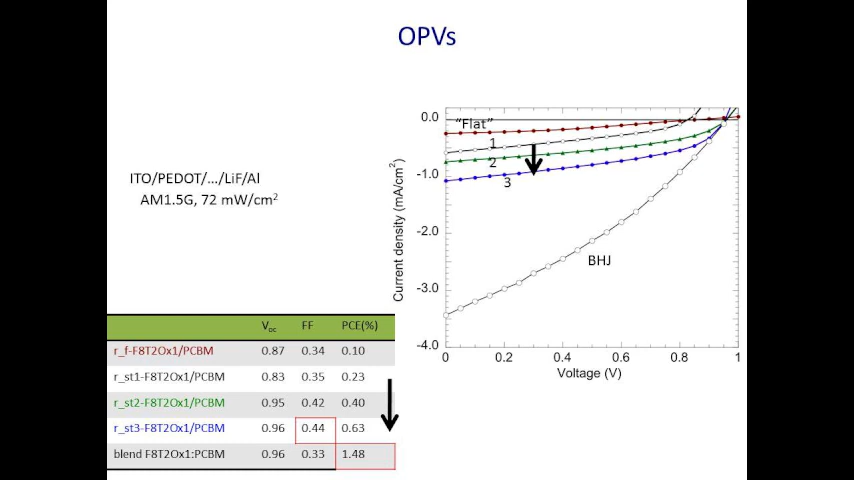 OPVs
ITO/PEDOT/.../LiF/Al
AM1.5G, 72 mW/cm²
0.0
-1.0
-2.0
-3.0
-4.0
Current density (mA/cm²)
"Flat"
1
2
3
BHJ
0 0.2 0.4 0.6 0.8 1
Voltage (V)
Voc FF PCE(%)
r_f-F8T2Ox1/PCBM 0.87 0.34 0.10
r_st1-F8T2Ox1/PCBM 0.83 0.35 0.23
r_st2-F8T2Ox1/PCBM 0.95 0.42 0.40
r_st3-F8T2Ox1/PCBM 0.96 0.44 0.63
blend F8T2Ox1:PCBM 0.96 0.33 1.48